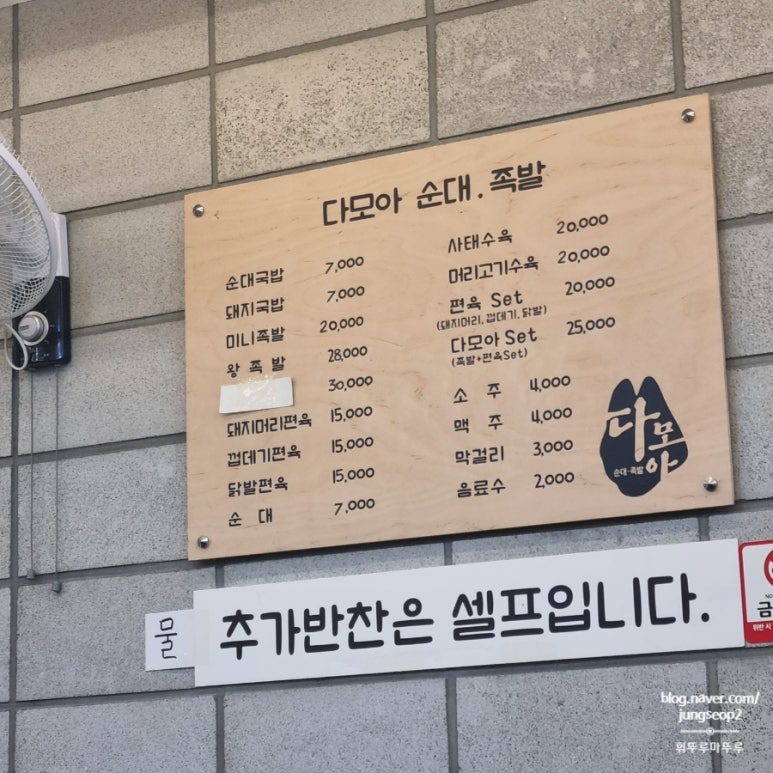 다모아 순대.족발
순대국밥 7,000
돼지국밥 7,000
미니족발 20,000
왕족발 28,000
30,000
돼지머리편육 15,000
껍데기편육 15,000
닭발편육 15,000
순대 7,000
사태수육 20,000
머리고기수육 20,000
편육 Set 20,000
(돼지머리, 껍데기, 닭발)
다모아 Set 25,000
(족발+편육Set)
소주 4,000
맥주 4,000
막걸리 3,000
음료수 2,000
다모아
순대·족발
물
추가반찬은 셀프입니다.
금
위반 시
blog.naver.com/
jungseop2
휘뚜루마뚜루